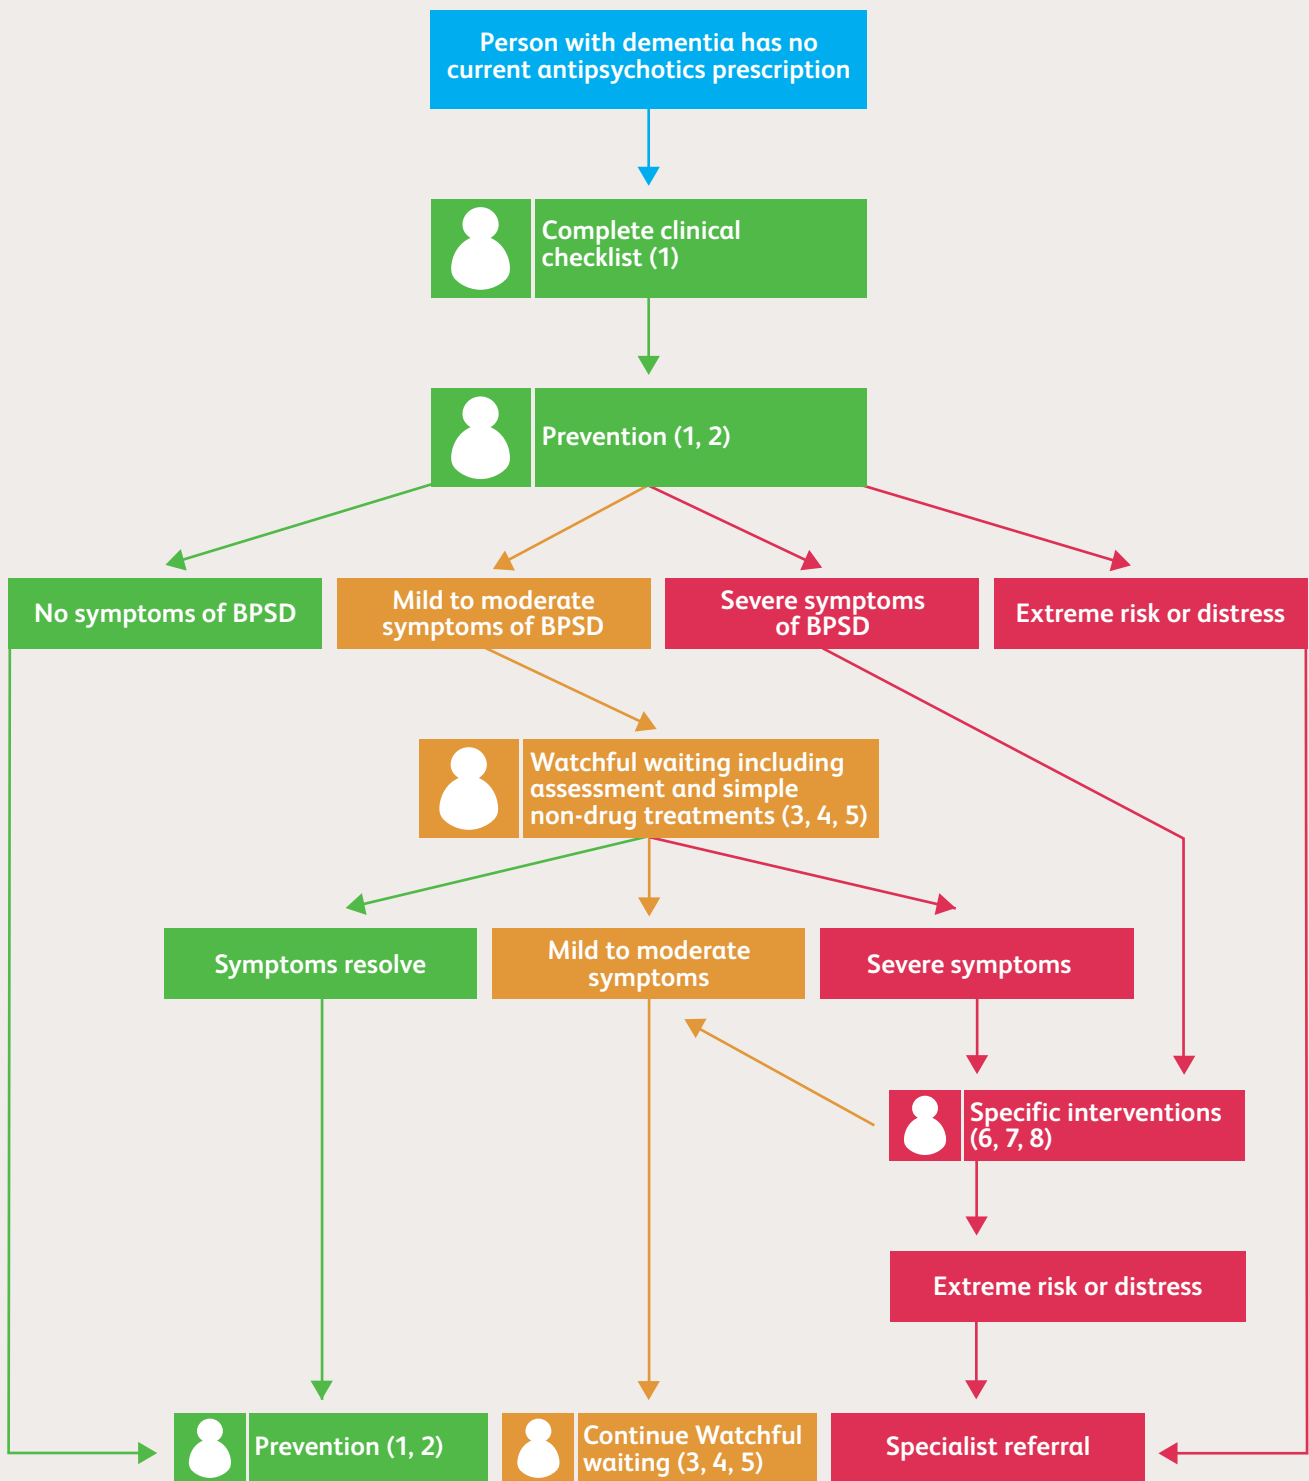 Person with dementia has no
current antipsychotics prescription
Complete clinical
checklist (1)
Prevention (1, 2)
No symptoms of BPSD
Mild to moderate
symptoms of BPSD
Severe symptoms
of BPSD
Extreme risk or distress
Watchful waiting including
assessment and simple
non-drug treatments (3, 4, 5)
Symptoms resolve
Mild to moderate
symptoms
Severe symptoms
Specific interventions
(6, 7, 8)
Extreme risk or distress
Prevention (1, 2)
Continue Watchful
waiting (3, 4, 5)
Specialist referral